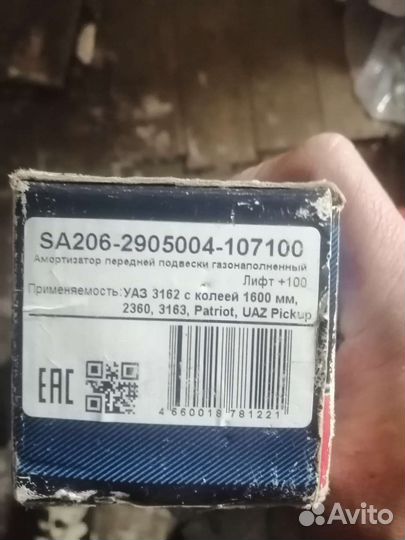 SA206-2905004-107100
Амортизатор передней подвески газонаполненный
Лифт +100
Применяемость: УАЗ 3162 с колеей 1600 мм,
2360, 3163, Patriot, UAZ Pickup
EAC
4 660018 781221
Avito